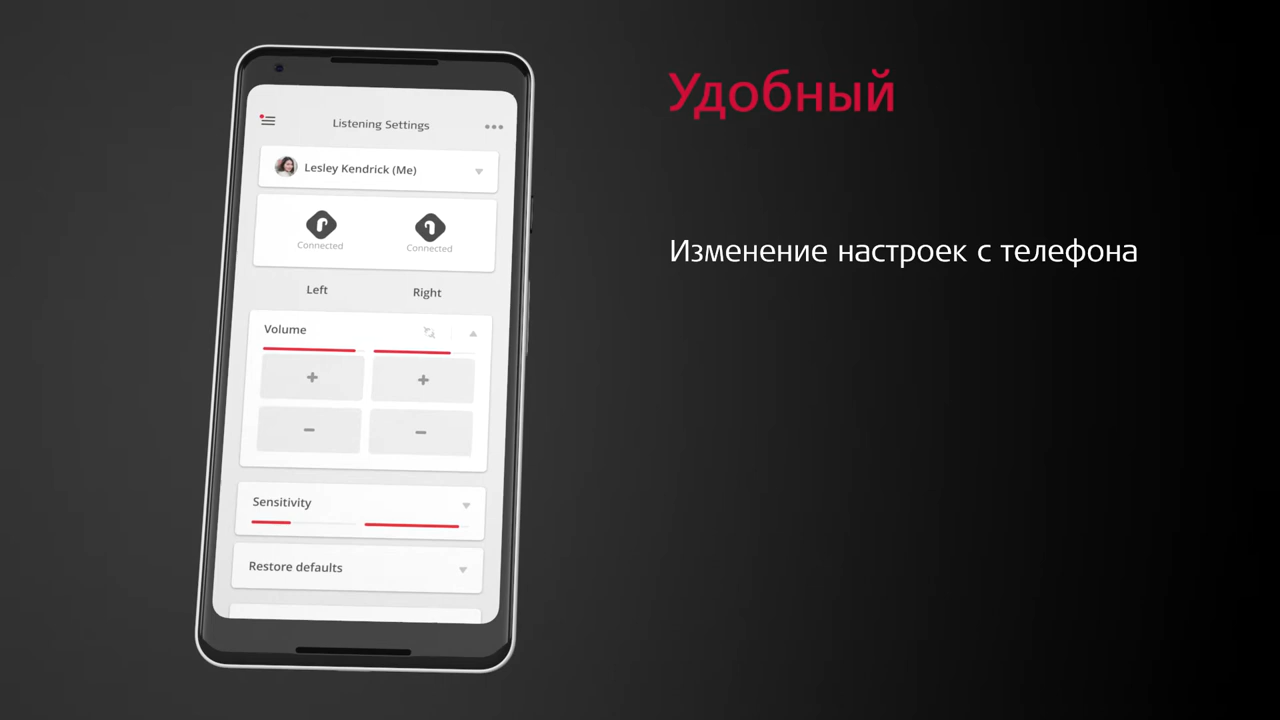 Удобный
Изменение настроек с телефона
Listening Settings
Lesley Kendrick (Me)
Connected Connected
Left Right
Volume
+ +
- -
Sensitivity
Restore defaults